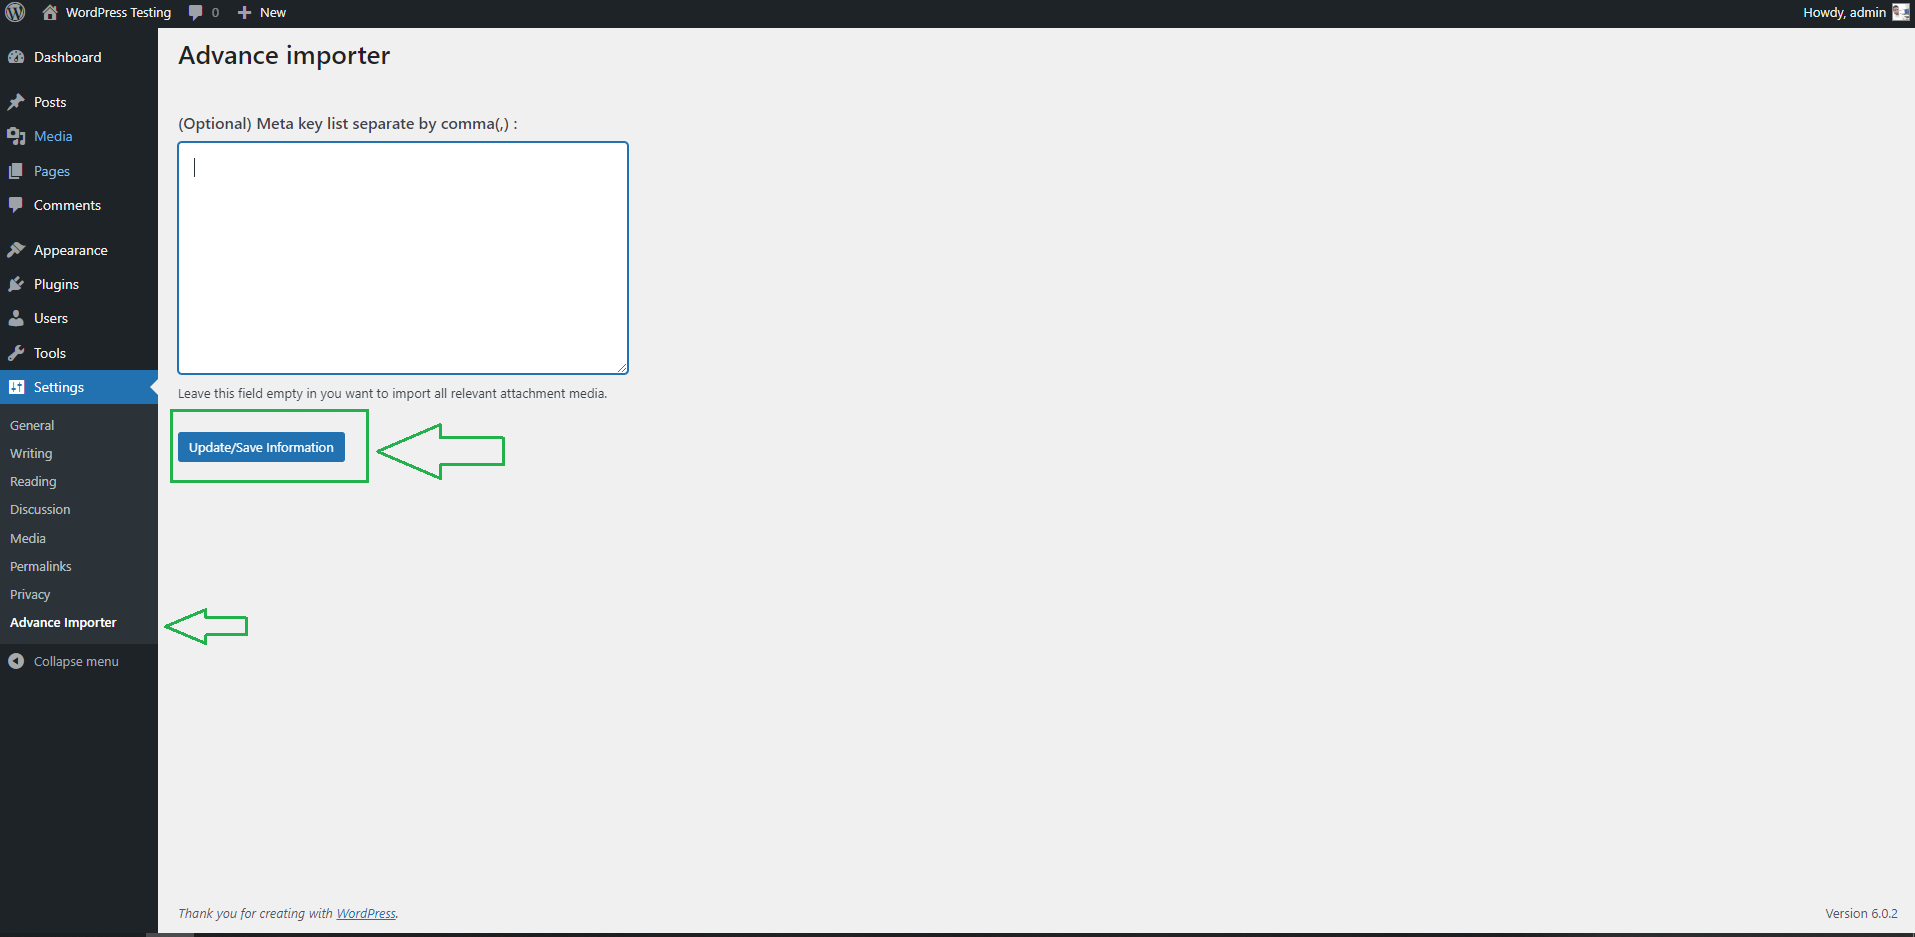 WordPress Testing 0 New Howdy, admin
Dashboard
Posts
Media
Pages
Comments
Appearance
Plugins
Users
Tools
Settings
General
Writing
Reading
Discussion
Media
Permalinks
Privacy
Advance Importer
Collapse menu
Advance importer
(Optional) Meta key list separate by comma(,) :
Leave this field empty in you want to import all relevant attachment media.
Update/Save Information
Thank you for creating with WordPress.
Version 6.0.2